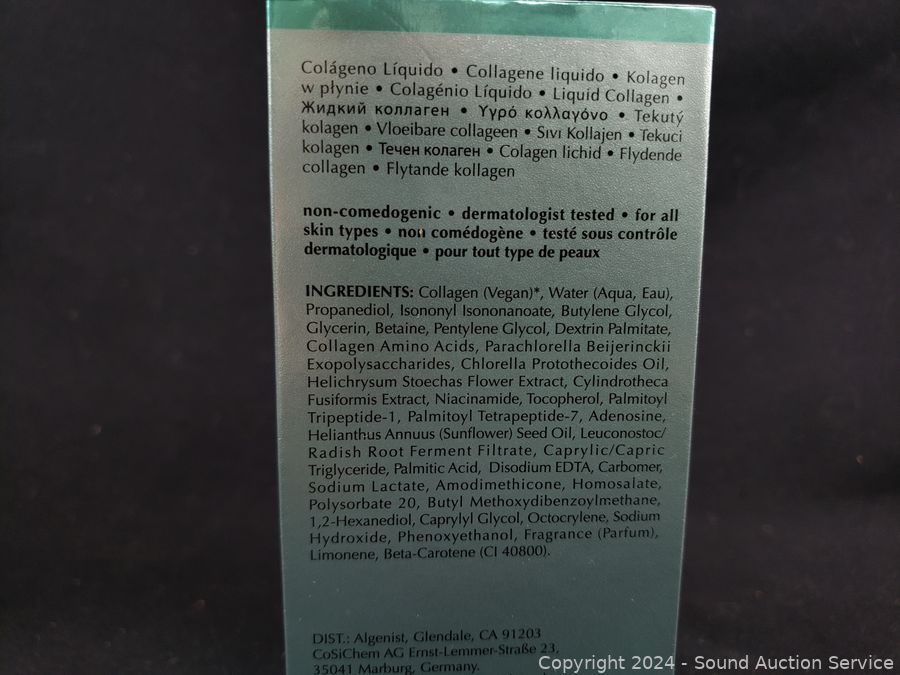 Colágeno Líquido • Collagene liquido • Kolagen
w płynie • Colagénio Líquido • Liquid Collagen •
Жидкий коллаген • Υγρό κολλαγόνο • Tekutý
kolagen • Vloeibare collageen • Sıvı Kollajen • Tekuci
kolagen • Течен колаген • Colagen lichid • Flydende
collagen • Flytande kollagen
non-comedogenic • dermatologist tested • for all
skin types • non comédogène • testé sous contrôle
dermatologique • pour tout type de peaux
INGREDIENTS: Collagen (Vegan)*, Water (Aqua, Eau),
Propanediol, Isononyl Isononanoate, Butylene Glycol,
Glycerin, Betaine, Pentylene Glycol, Dextrin Palmitate,
Collagen Amino Acids, Parachlorella Beijerinckii
Exopolysaccharides, Chlorella Protothecoides Oil,
Helichrysum Stoechas Flower Extract, Cylindrotheca
Fusiformis Extract, Niacinamide, Tocopherol, Palmitoyl
Tripeptide-1, Palmitoyl Tetrapeptide-7, Adenosine,
Helianthus Annuus (Sunflower) Seed Oil, Leuconostoc/
Radish Root Ferment Filtrate, Caprylic/Capric
Triglyceride, Palmitic Acid, Disodium EDTA, Carbomer,
Sodium Lactate, Amodimethicone, Homosalate,
Polysorbate 20, Butyl Methoxydibenzoylmethane,
1,2-Hexanediol, Caprylyl Glycol, Octocrylene, Sodium
Hydroxide, Phenoxyethanol, Fragrance (Parfum),
Limonene, Beta-Carotene (CI 40800).
DIST.: Algenist, Glendale, CA 91203
CoSiChem AG Ernst-Lemmer-Straße 23,
35041 Marburg, Germany.
Copyright 2024 - Sound Auction Service